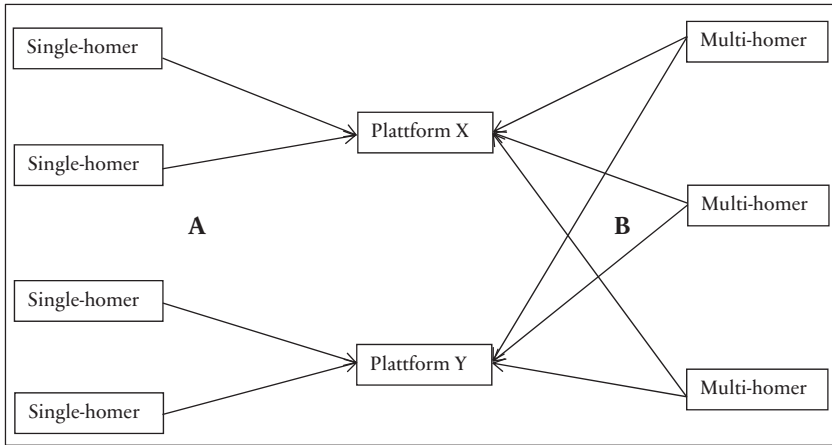 Single-homer
Multi-homer
Plattform X
Single-homer
Multi-homer
A
B
Single-homer
Plattform Y
Multi-homer
Single-homer